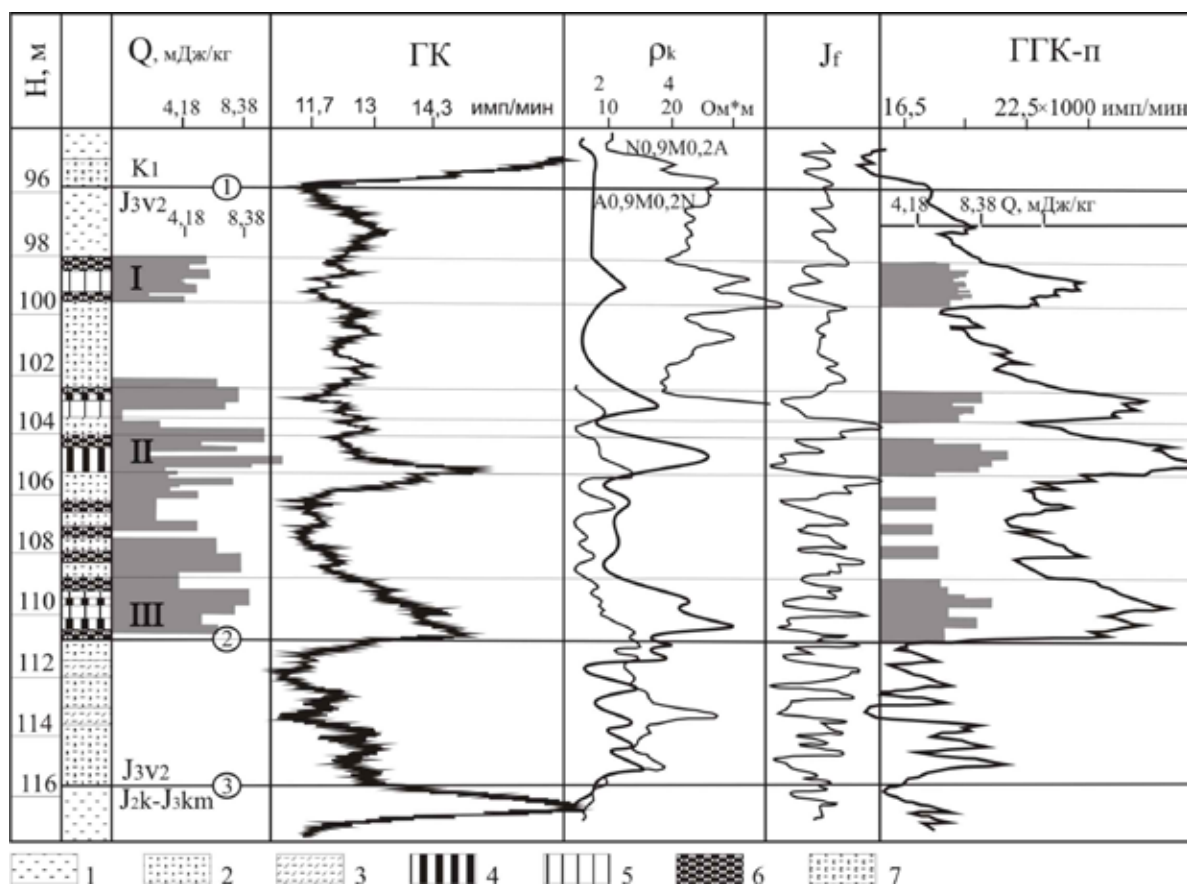 H, м
Q, мДж/кг
4,18 8,38
ГК
11,7 13 14,3 имп/мин
ρk
2 4
10 20 Ом*м
Jf
ГГК-п
16,5 22,5×1000 имп/мин
N0,9M0,2A
K1
96
1
J3v2
4,18 8,38
A0,9M0,2N
4,18 8,38 Q, мДж/кг
98
I
100
102
104
II
106
108
110
III
2
112
114
J3v2
116
3
J2k-J3km
1 2 3 4 5 6 7